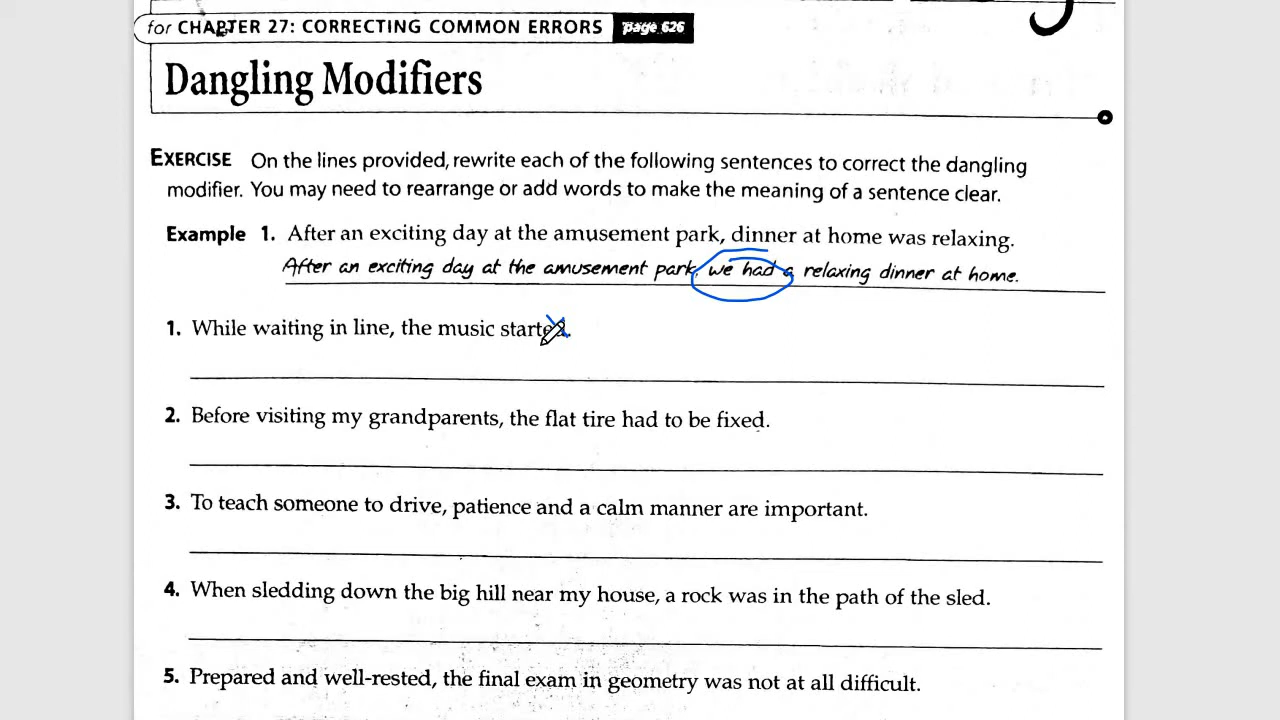 for CHAPTER 27: CORRECTING COMMON ERRORS page 626
Dangling Modifiers
EXERCISE On the lines provided, rewrite each of the following sentences to correct the dangling
modifier. You may need to rearrange or add words to make the meaning of a sentence clear.
Example 1. After an exciting day at the amusement park, dinner at home was relaxing.
After an exciting day at the amusement park, we had a relaxing dinner at home.
1. While waiting in line, the music started.
2. Before visiting my grandparents, the flat tire had to be fixed.
3. To teach someone to drive, patience and a calm manner are important.
4. When sledding down the big hill near my house, a rock was in the path of the sled.
5. Prepared and well-rested, the final exam in geometry was not at all difficult.